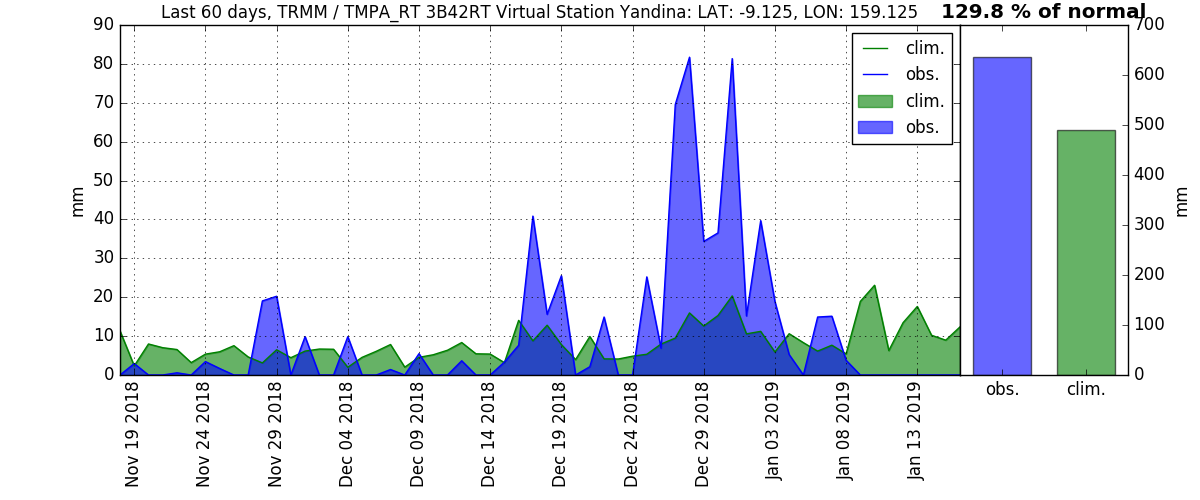 Last 60 days, TRMM / TMPA_RT 3B42RT Virtual Station Yandina: LAT: -9.125, LON: 159.125
129.8 % of normal
90
80
70
60
50
40
30
20
10
0
mm
clim.
obs.
clim.
obs.
Nov 19 2018
Nov 24 2018
Nov 29 2018
Dec 04 2018
Dec 09 2018
Dec 14 2018
Dec 19 2018
Dec 24 2018
Dec 29 2018
Jan 03 2019
Jan 08 2019
Jan 13 2019
700
600
500
400
300
200
100
0
mm
obs.
clim.